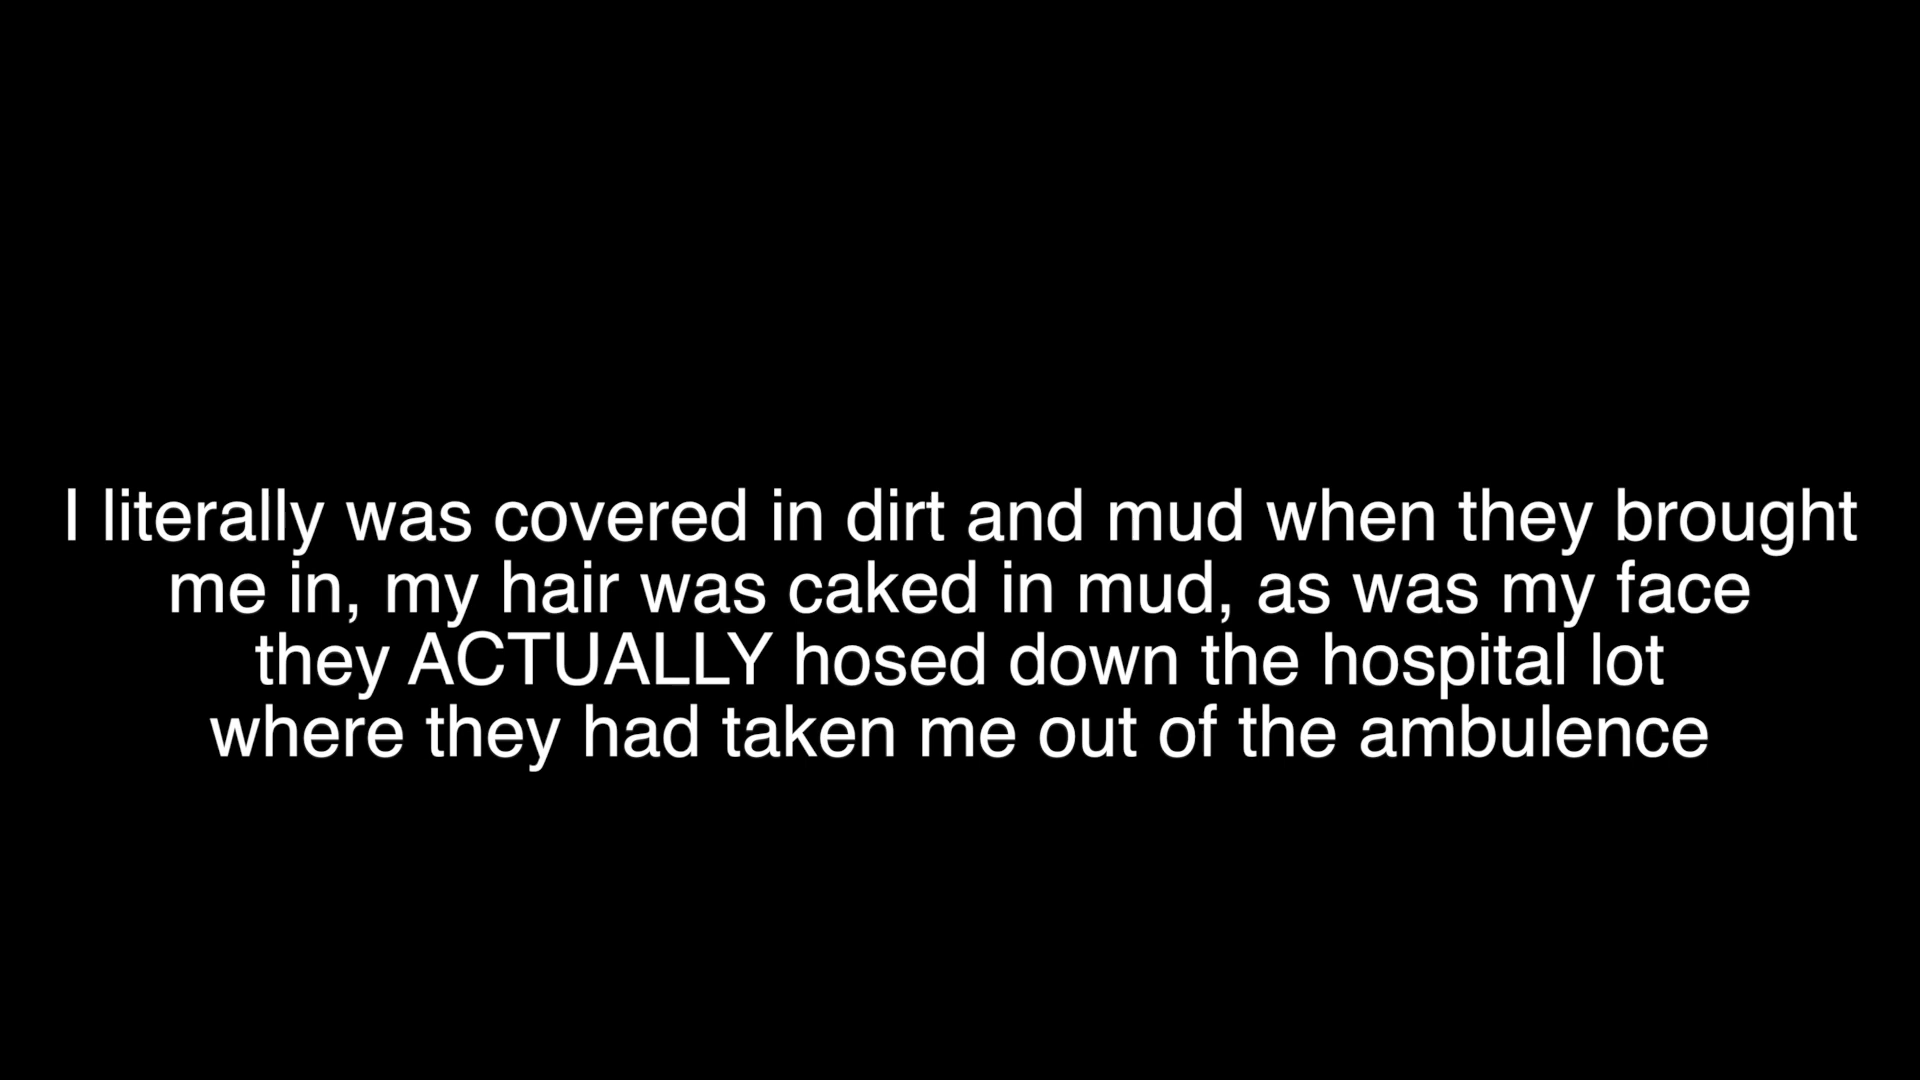 I literally was covered in dirt and mud when they brought
me in, my hair was caked in mud, as was my face
they ACTUALLY hosed down the hospital lot
where they had taken me out of the ambulence